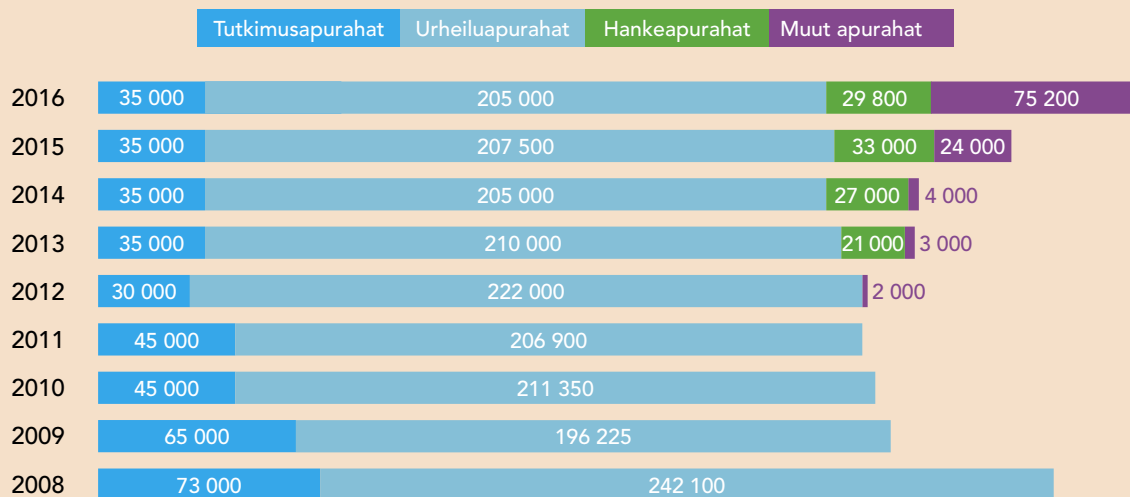 Tutkimusapurahat Urheiluapurahat Hankeapurahat Muut apurahat
2016 35 000 205 000 29 800 75 200
2015 35 000 207 500 33 000 24 000
2014 35 000 205 000 27 000 4 000
2013 35 000 210 000 21 000 3 000
2012 30 000 222 000 2 000
2011 45 000 206 900
2010 45 000 211 350
2009 65 000 196 225
2008 73 000 242 100